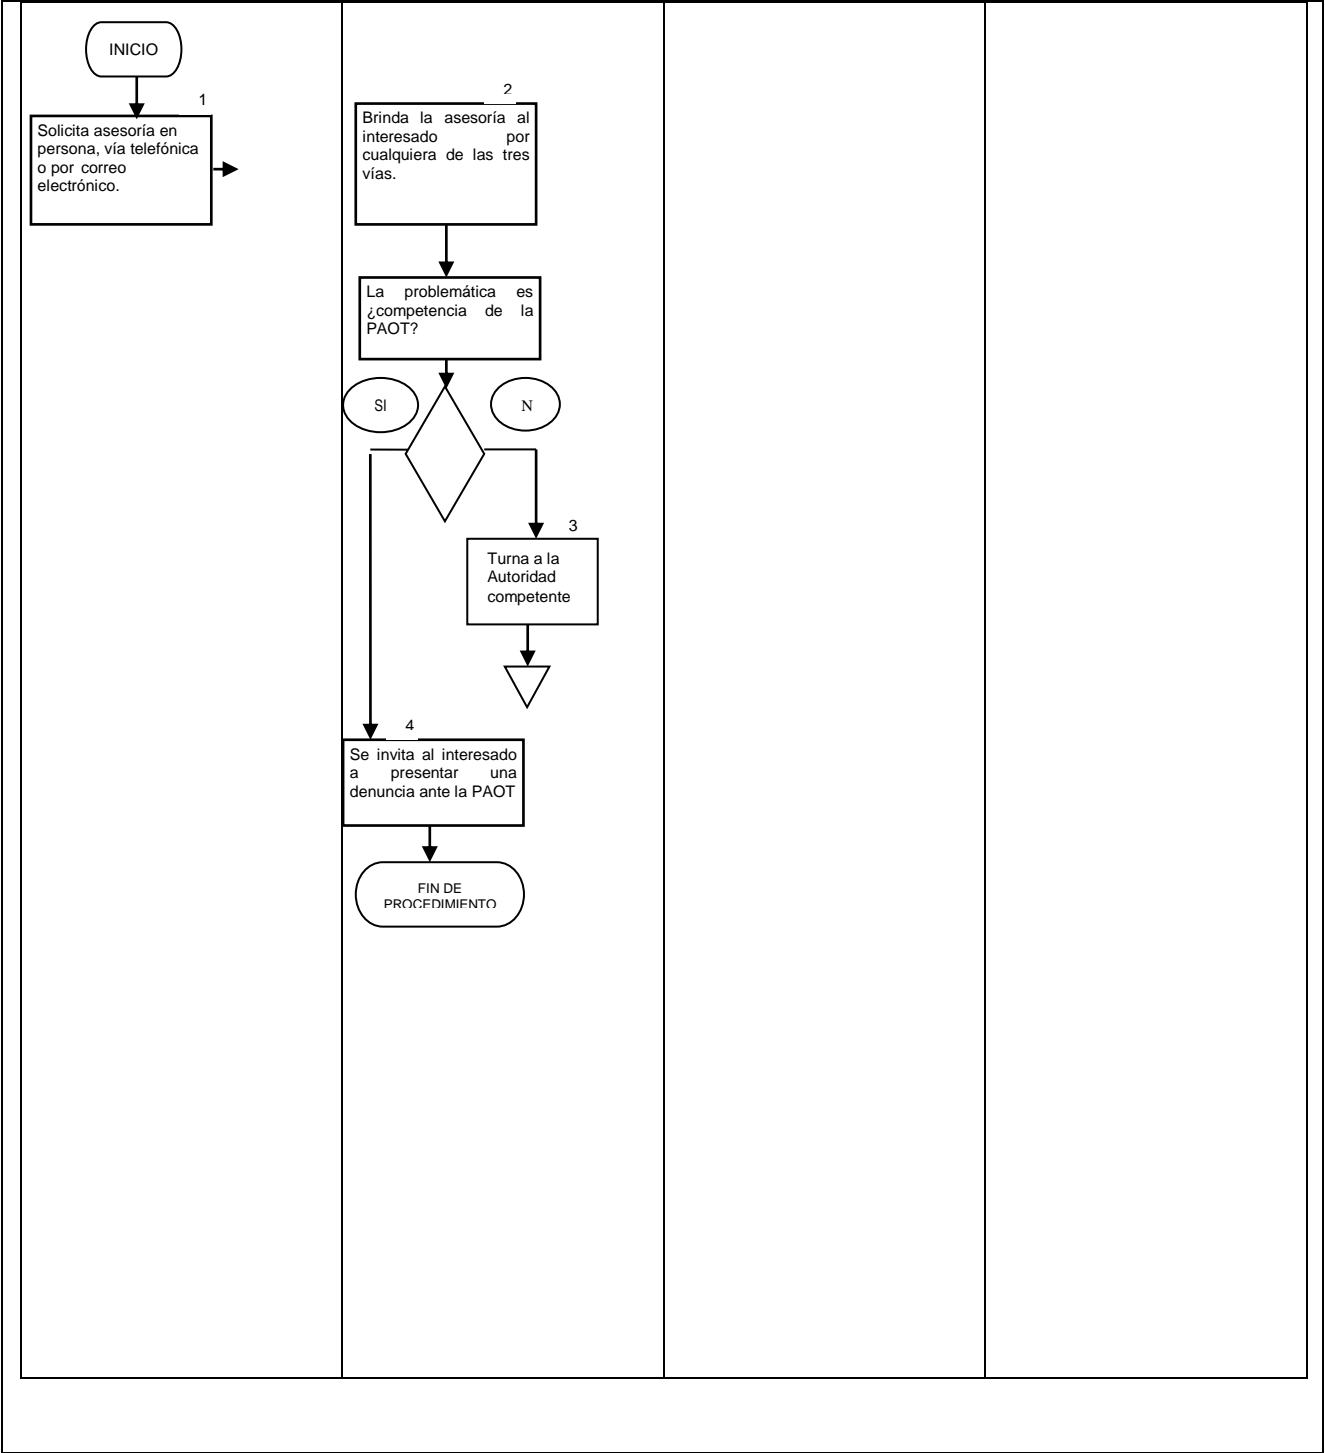 INICIO
1
Solicita asesoría en
persona, vía telefónica
o por correo
electrónico.
2
Brinda la asesoría al
interesado por
cualquiera de las tres
vías.
La problemática es
¿competencia de la
PAOT?
SI
N
3
Turna a la
Autoridad
competente
4
Se invita al interesado
a presentar una
denuncia ante la PAOT
FIN DE
PROCEDIMIENTO